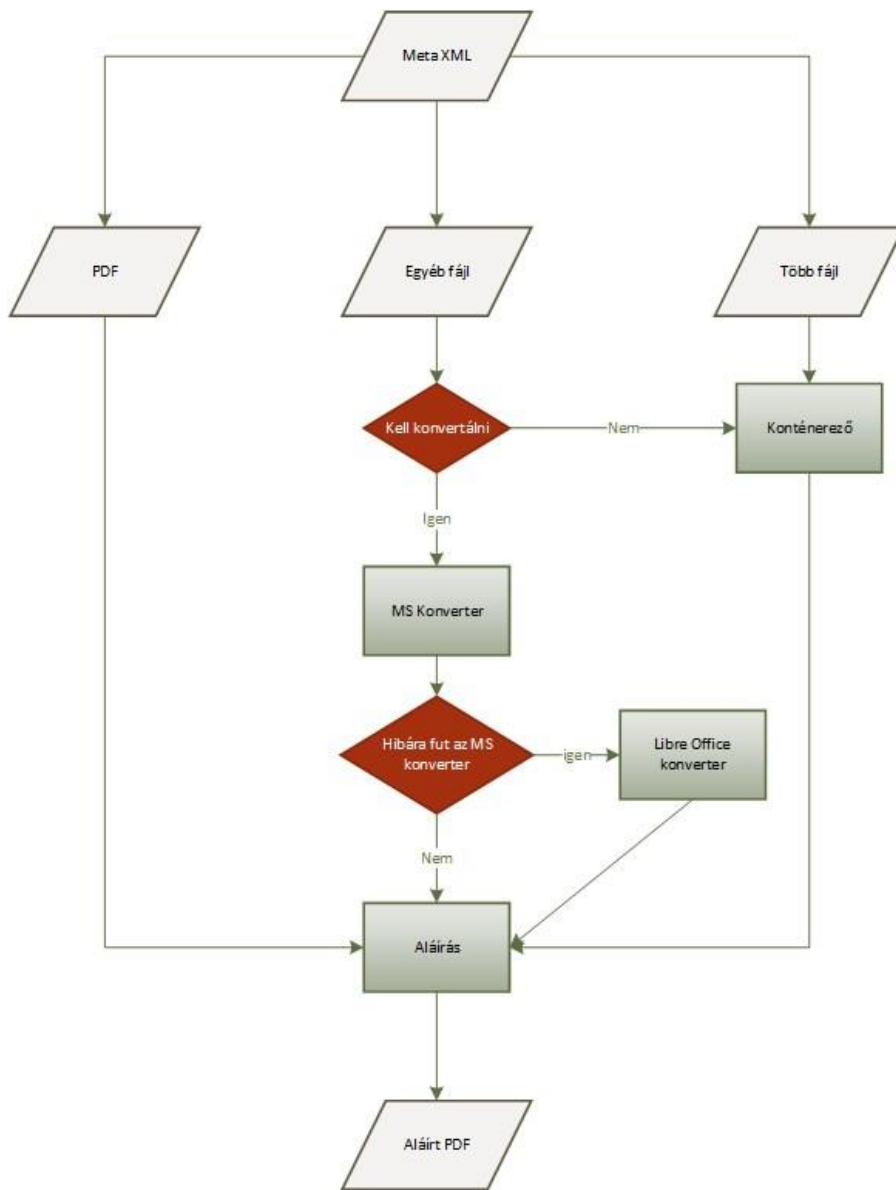 Meta XML
PDF
Egyéb fájl
Több fájl
Kell konvertálni
Nem
Konténerező
Igen
MS Konverter
Hibára fut az MS
konverter
igen
Libre Office
konverter
Nem
Aláírás
Aláírt PDF